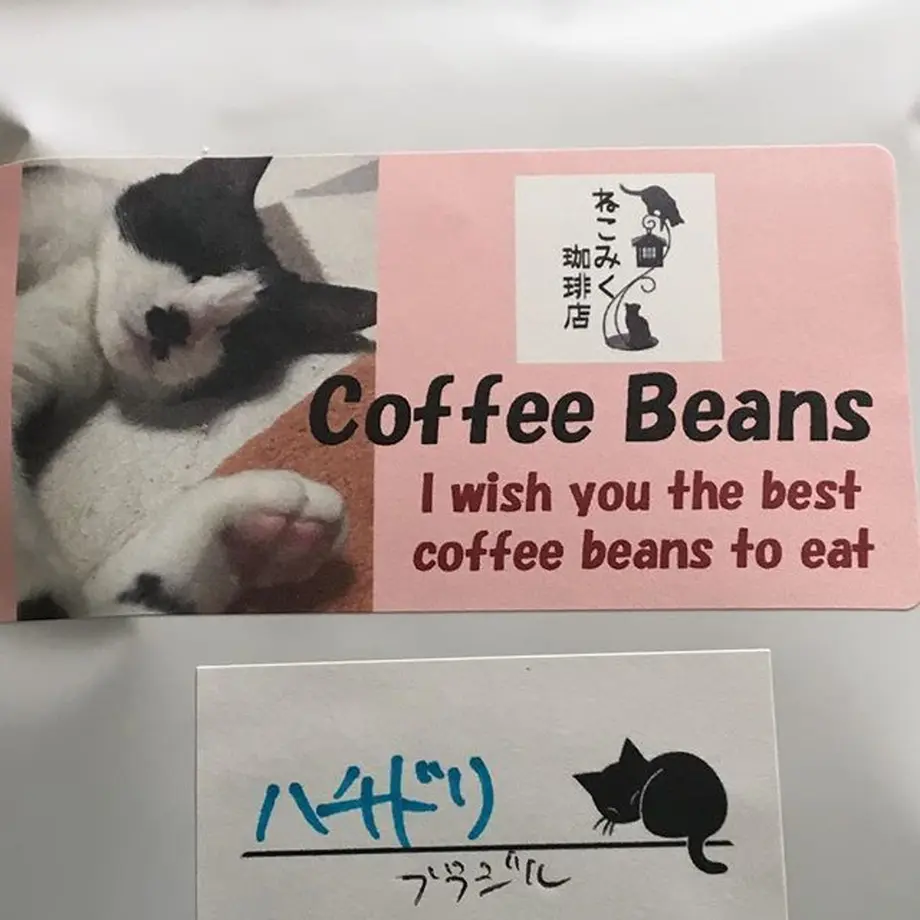 ねこみく
珈琲店
Coffee Beans
I wish you the best
coffee beans to eat
ハチドリ
ブラジル